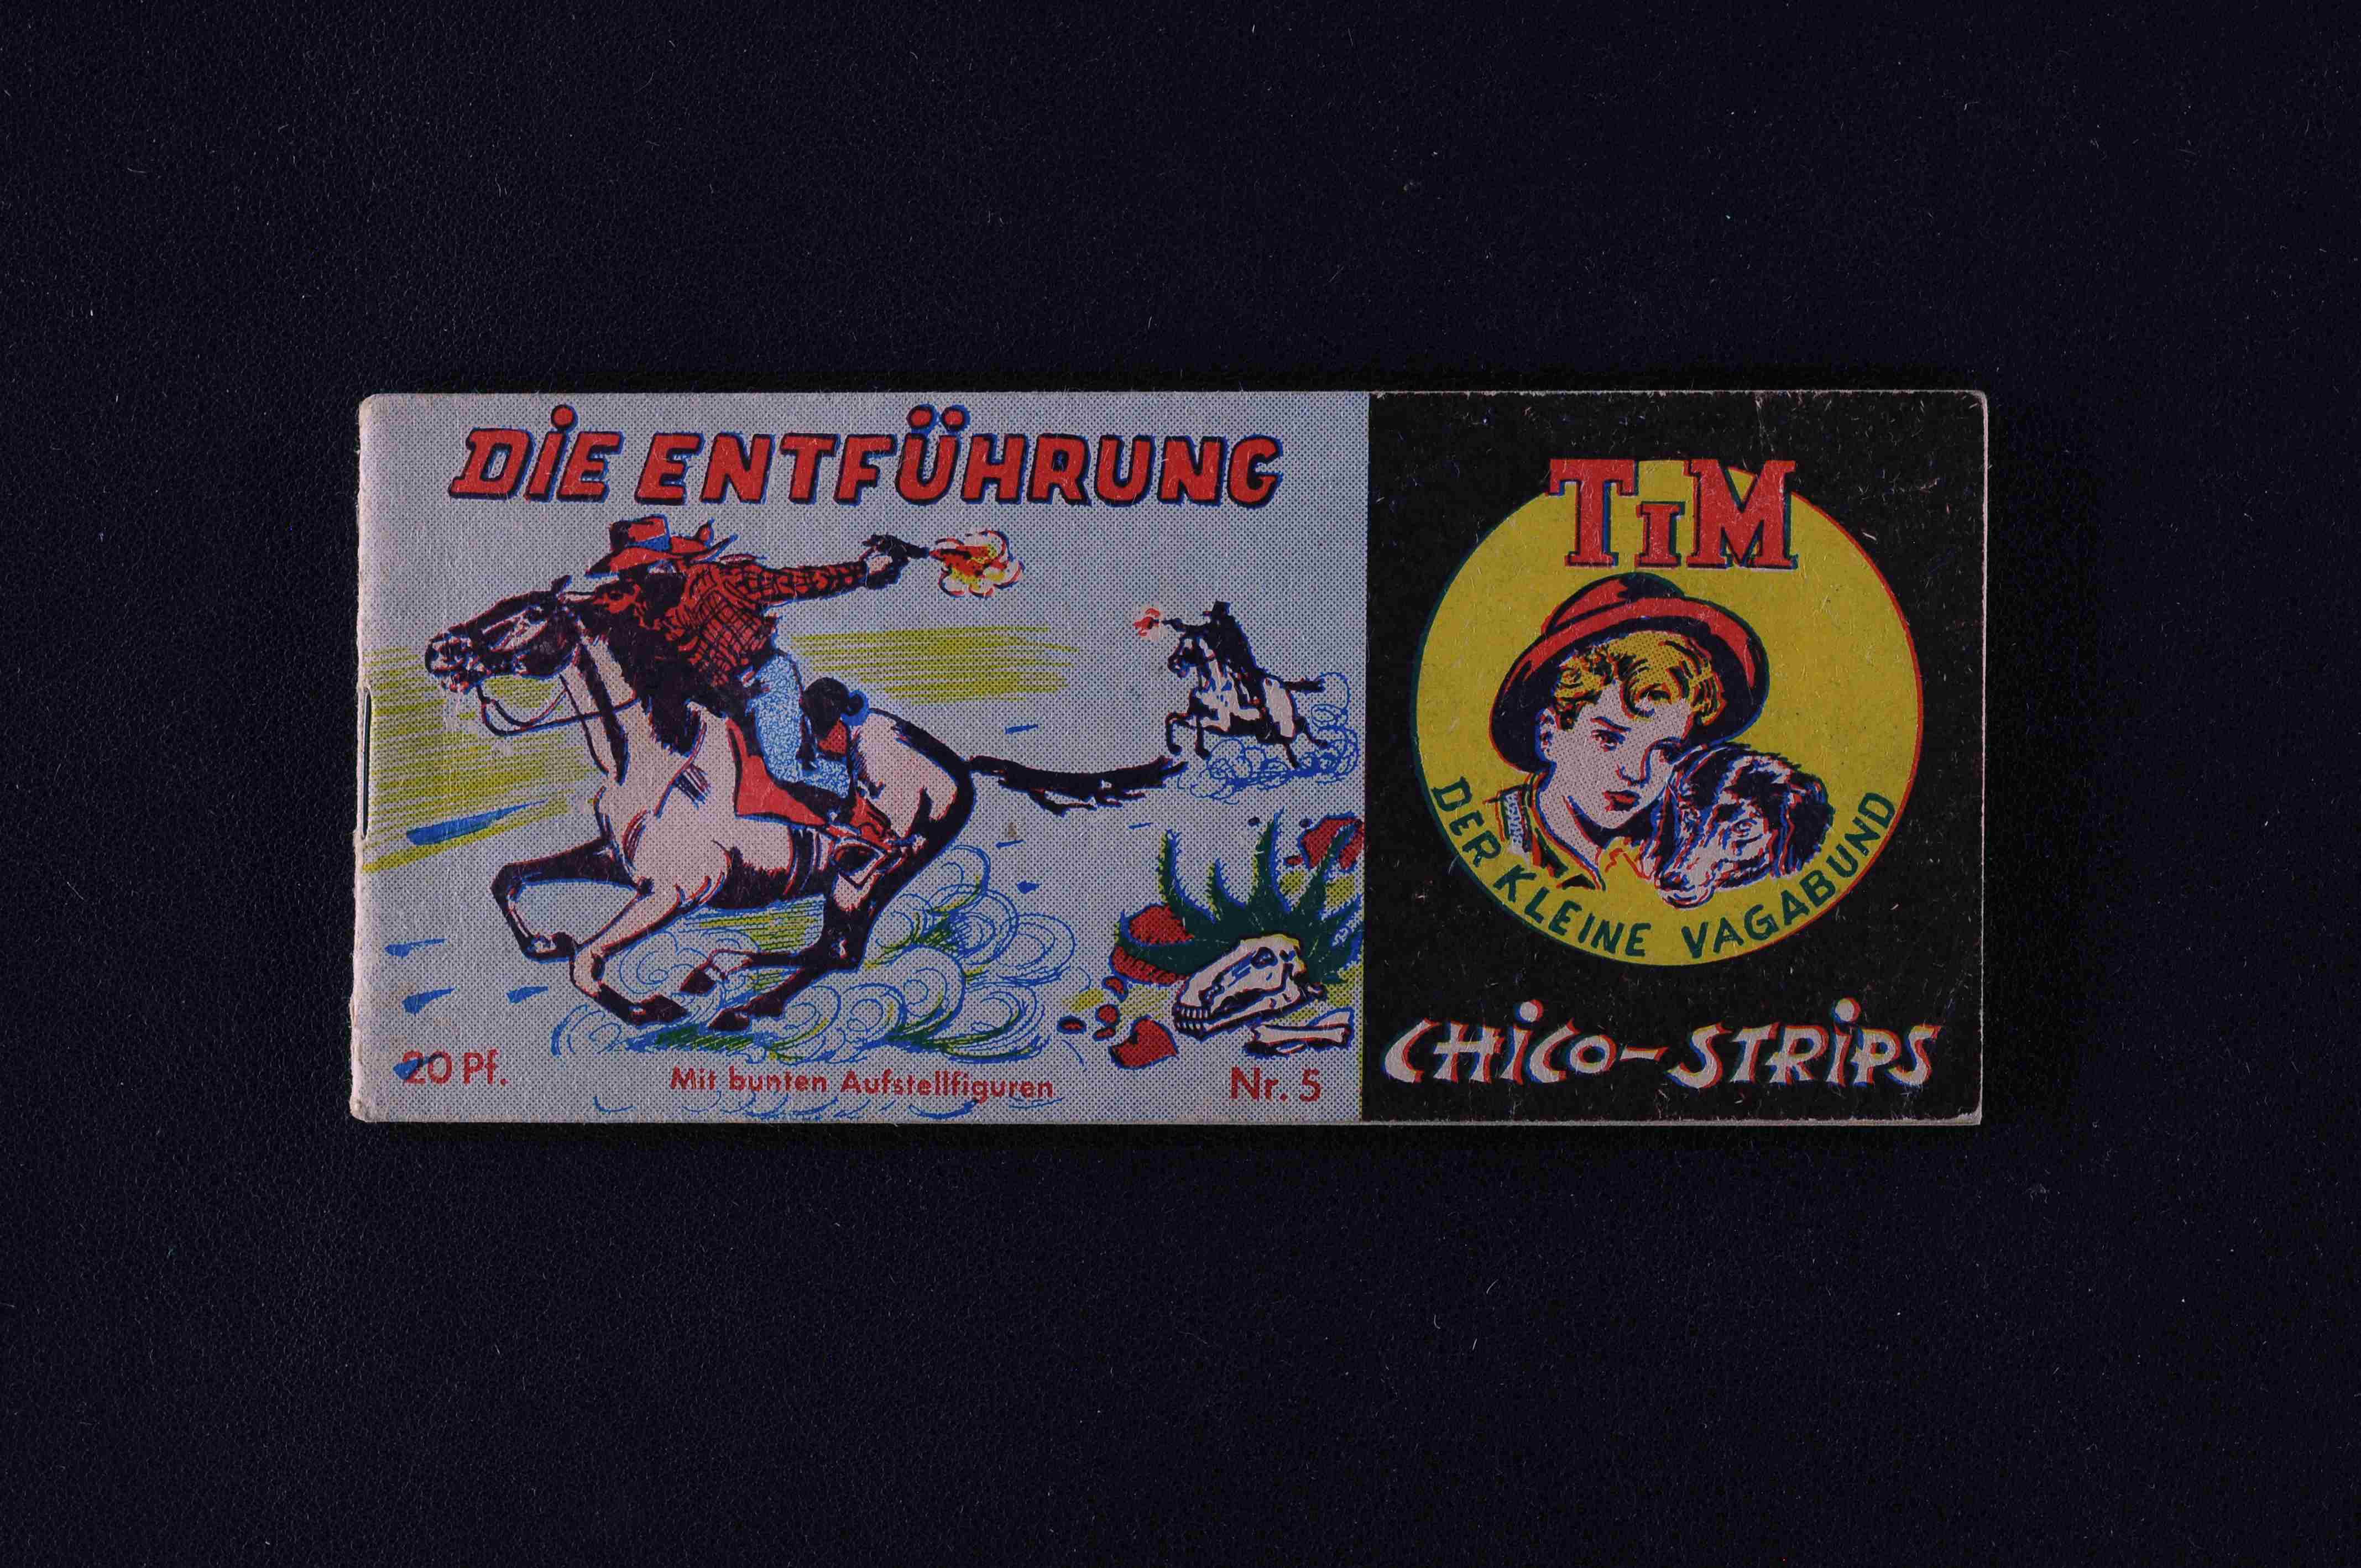 DiE ENTFÜHRUNG
20 Pf.
Mit bunten Aufstellfiguren
Nr. 5
TiM
DER KLEINE VAGABUND
CHiCo-STRiPS